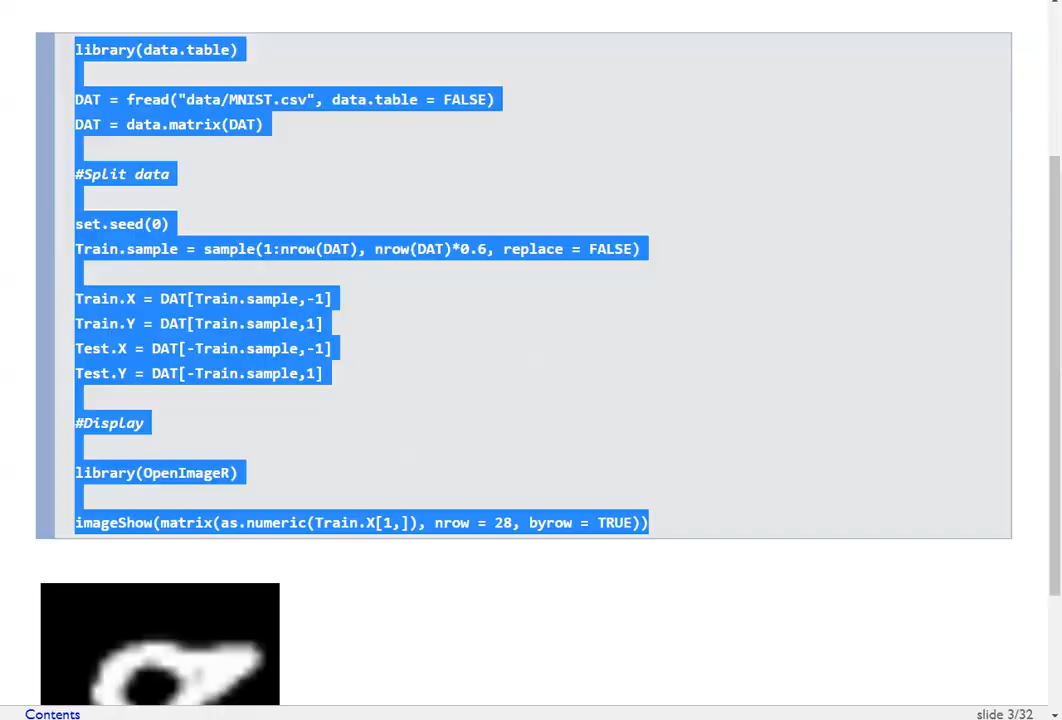 library(data.table)
DAT = fread("data/MNIST.csv", data.table = FALSE)
DAT = data.matrix(DAT)
#Split data
set.seed(0)
Train.sample = sample(1:nrow(DAT), nrow(DAT)*0.6, replace = FALSE)
Train.X = DAT[Train.sample,-1]
Train.Y = DAT[Train.sample,1]
Test.X = DAT[-Train.sample,-1]
Test.Y = DAT[-Train.sample,1]
#Display
library(OpenImageR)
imageShow(matrix(as.numeric(Train.X[1,]), nrow = 28, byrow = TRUE))
Contents
slide 3/32